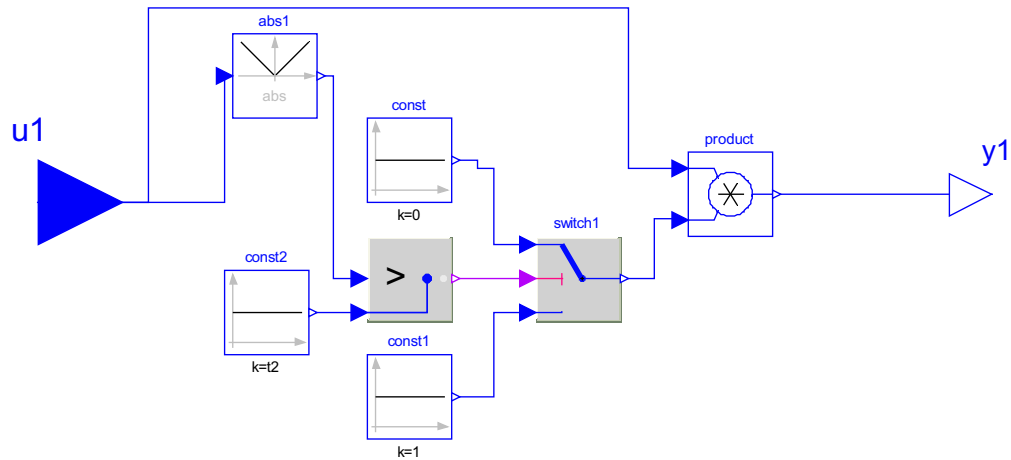 abs1
abs
u1
const
product
y1
k=0
switch1
const2
>
const1
k=t2
k=1